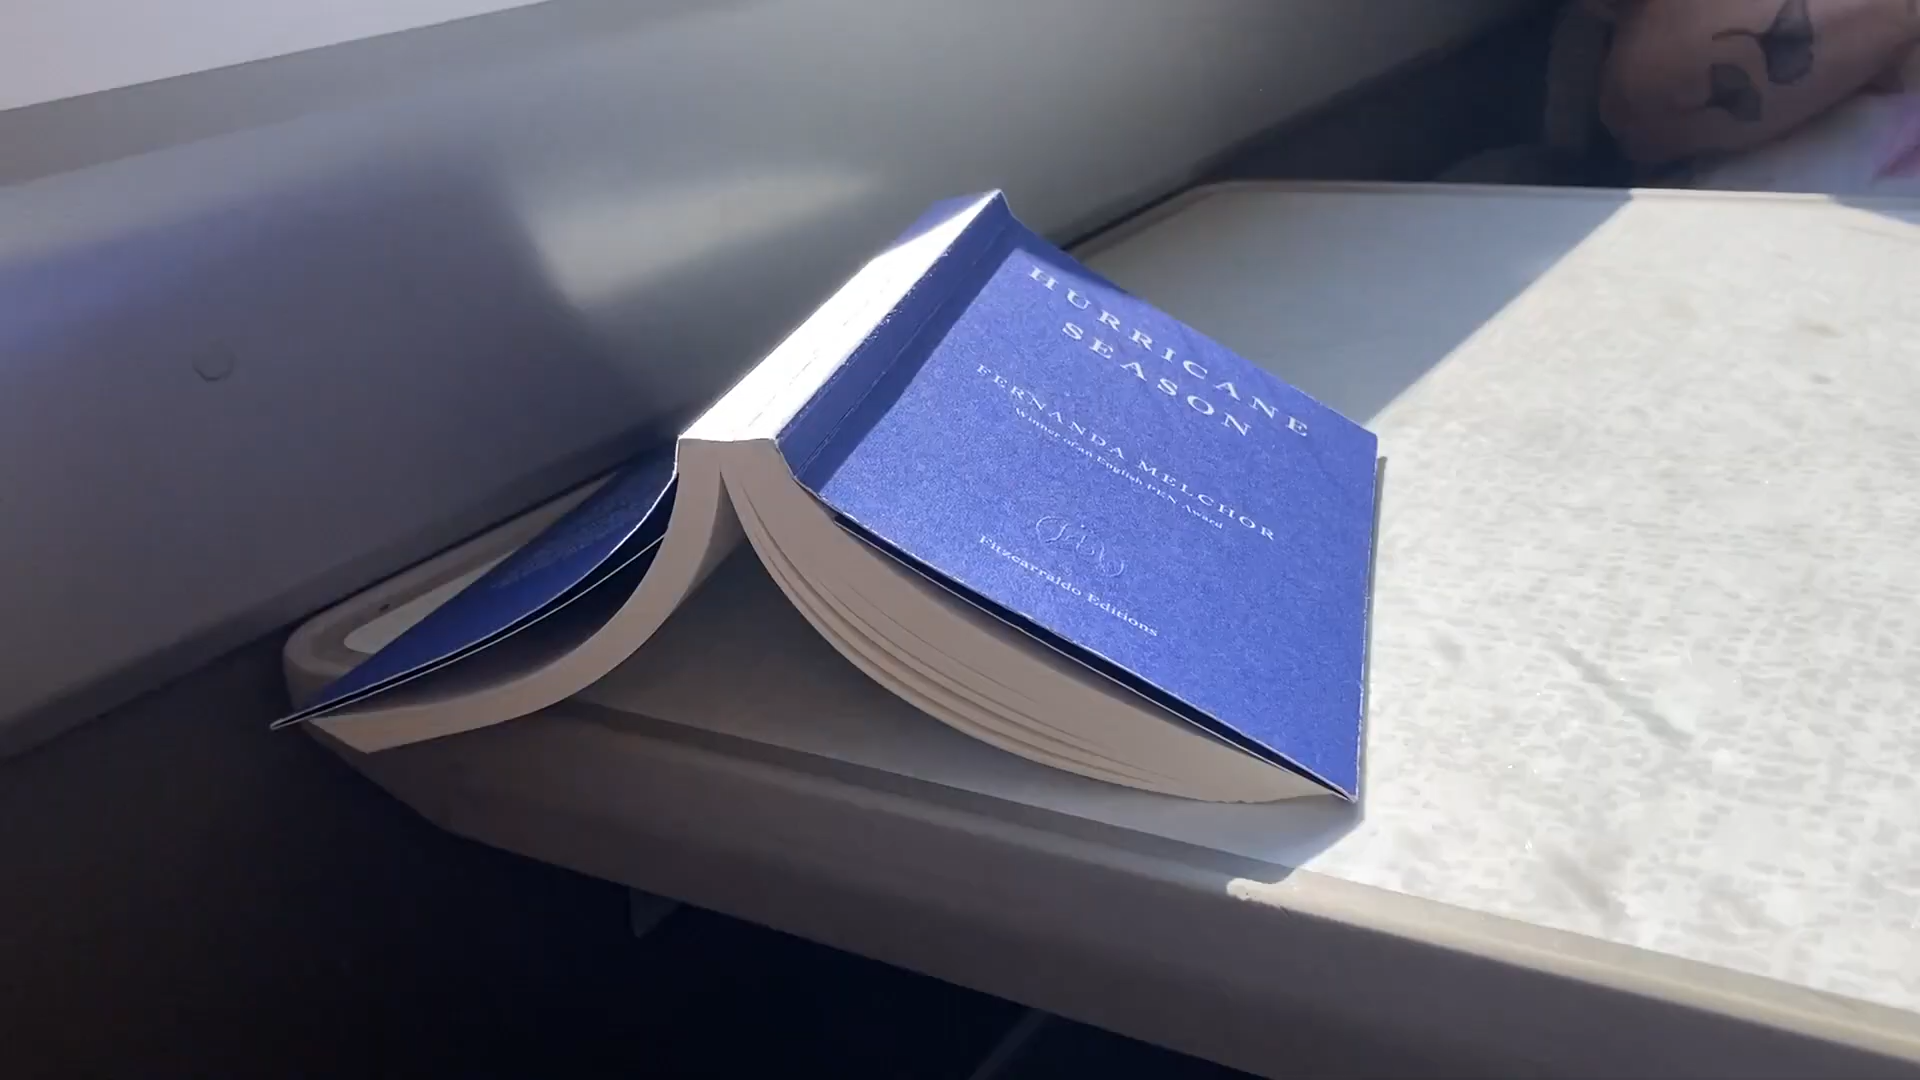 HURRICANE
SEASON
FERNANDA MELCHOR
Winner of an English PEN Award
Fitzcarraldo Editions